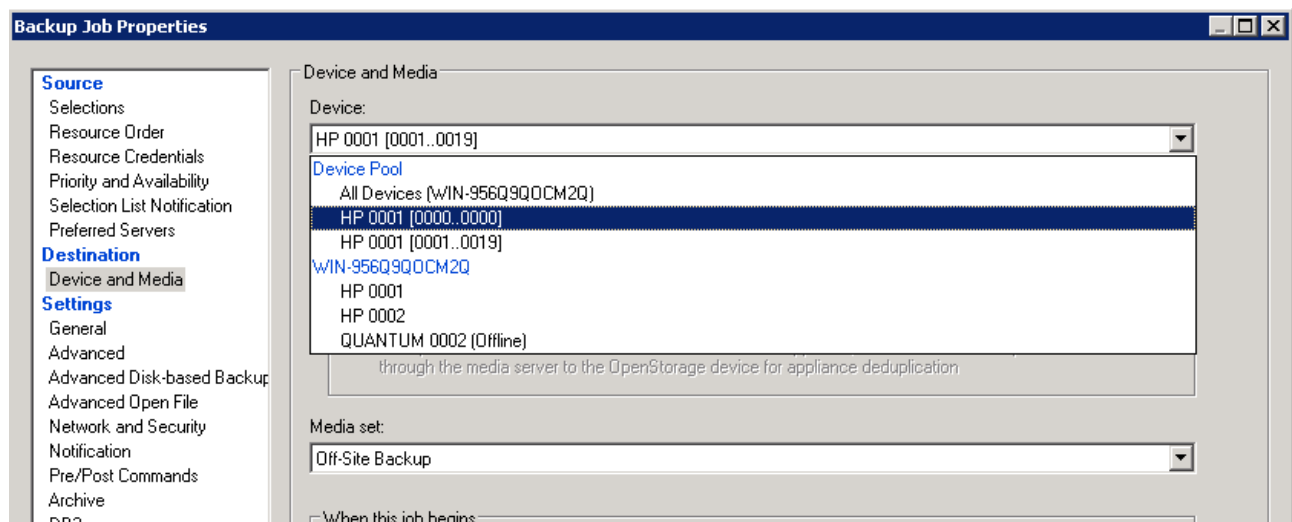 Backup Job Properties
Source
Selections
Resource Order
Resource Credentials
Priority and Availability
Selection List Notification
Preferred Servers
Destination
Device and Media
Settings
General
Advanced
Advanced Disk-based Backup
Advanced Open File
Network and Security
Notification
Pre/Post Commands
Archive
DB2
Device and Media
Device:
HP 0001 [0001..0019]
Device Pool
All Devices (WIN-956Q9QOCM2Q)
HP 0001 [0000..0000]
HP 0001 [0001..0019]
WIN-956Q9QOCM2Q
HP 0001
HP 0002
QUANTUM 0002 (Offline)
through the media server to the OpenStorage device for appliance deduplication
Media set:
Off-Site Backup
When this job begins